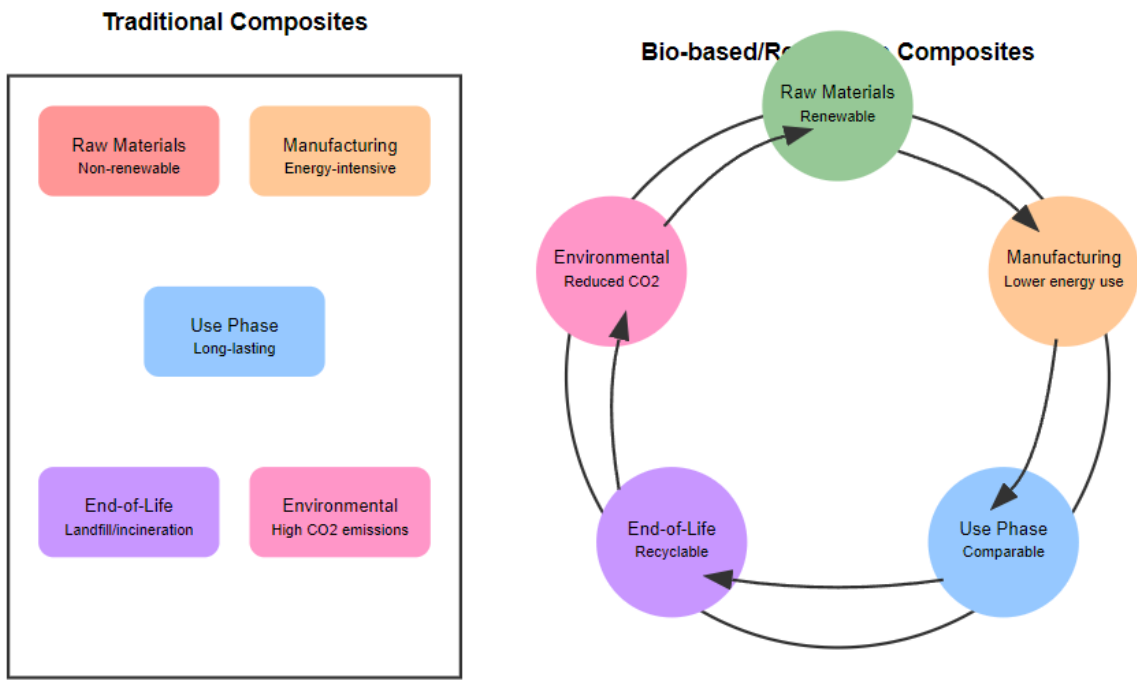 Traditional Composites
Raw Materials
Non-renewable
Manufacturing
Energy-intensive
Use Phase
Long-lasting
End-of-Life
Landfill/incineration
Environmental
High CO2 emissions
Bio-based/ Composites
Raw Materials
Renewable
Manufacturing
Lower energy use
Use Phase
Comparable
End-of-Life
Recyclable
Environmental
Reduced CO2